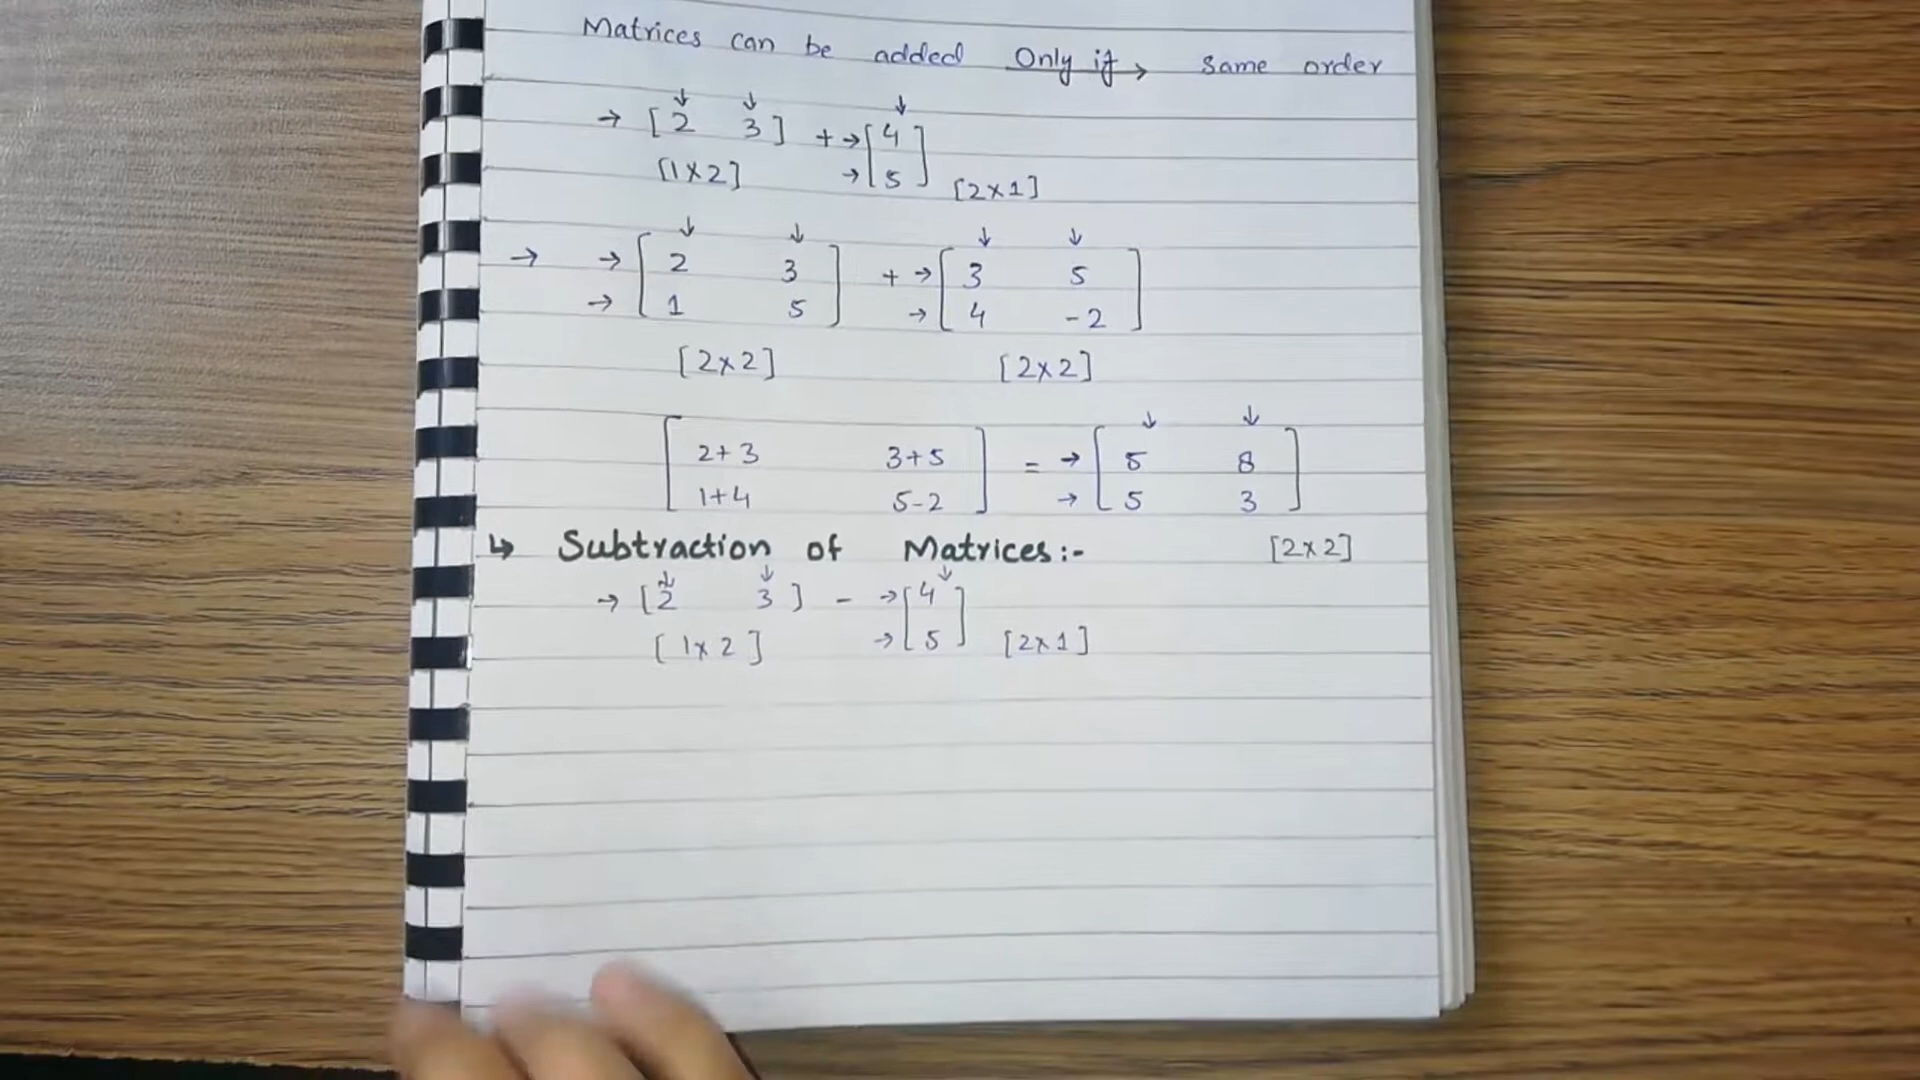 Matrices can be added Only if → same order
↓ ↓ ↓
→ [2 3] + → [4
[1×2] → 5] [2×1]
↓ ↓ ↓ ↓
→ → [2 3] + → [3 5]
→ [1 5] → [4 -2]
[2×2] [2×2]
↓ ↓
[2+3 3+5] = → [5 8]
[1+4 5-2] → [5 3]
↳ Subtraction of Matrices:- [2×2]
↓ ↓ ↓
→ [2 3] - → [4
[1×2] → 5] [2×1]